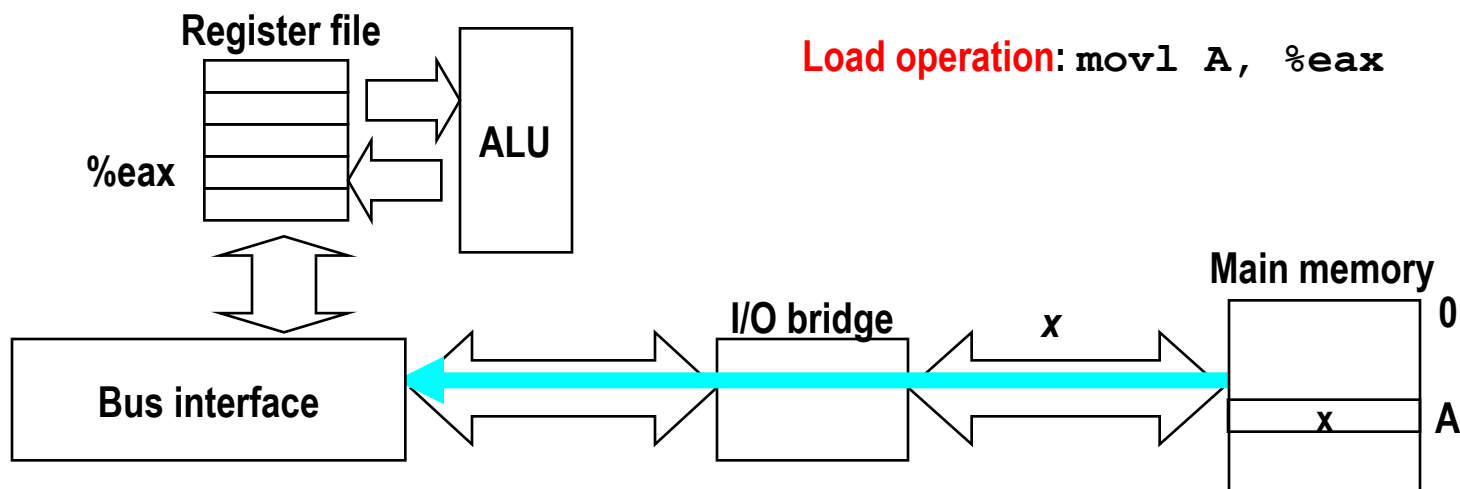 Register file
Load operation: movl A, %eax
ALU
%eax
Main memory
0
I/O bridge
x
Bus interface
x
A